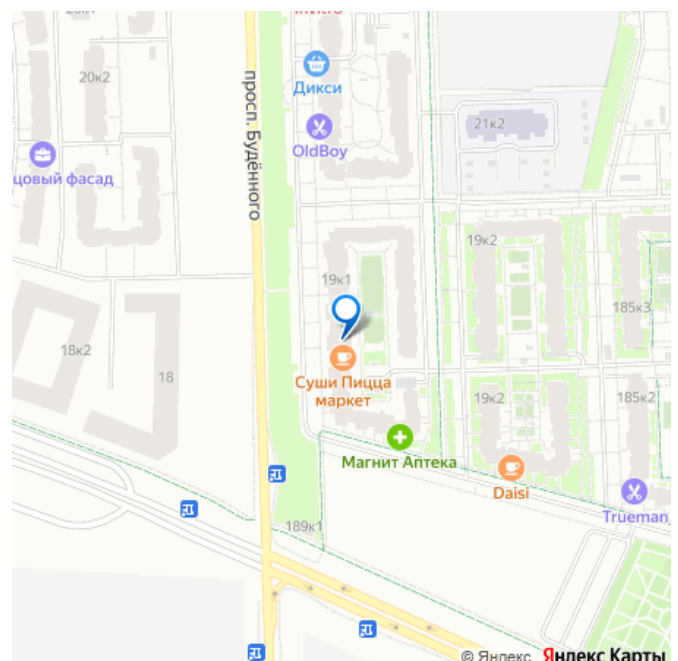 20к2
просп. Будённого
Дикси
OldBoy
21к2
цовый фасад
19к1
19к2
185к3
18к2
18
Суши Пицца
маркет
19к2
185к2
Магнит Аптека
Daisi
Trueman
189к1
© Яндекс Яндекс Карты